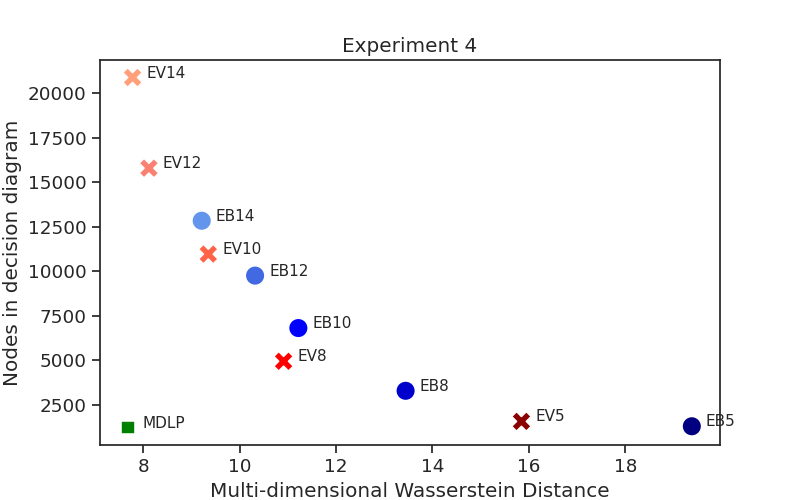 Experiment 4
Nodes in decision diagram
20000
17500
15000
12500
10000
7500
5000
2500
EV14
EV12
EB14
EV10
EB12
EB10
EV8
EB8
EV5
EB5
MDLP
8
10
12
14
16
18
Multi-dimensional Wasserstein Distance